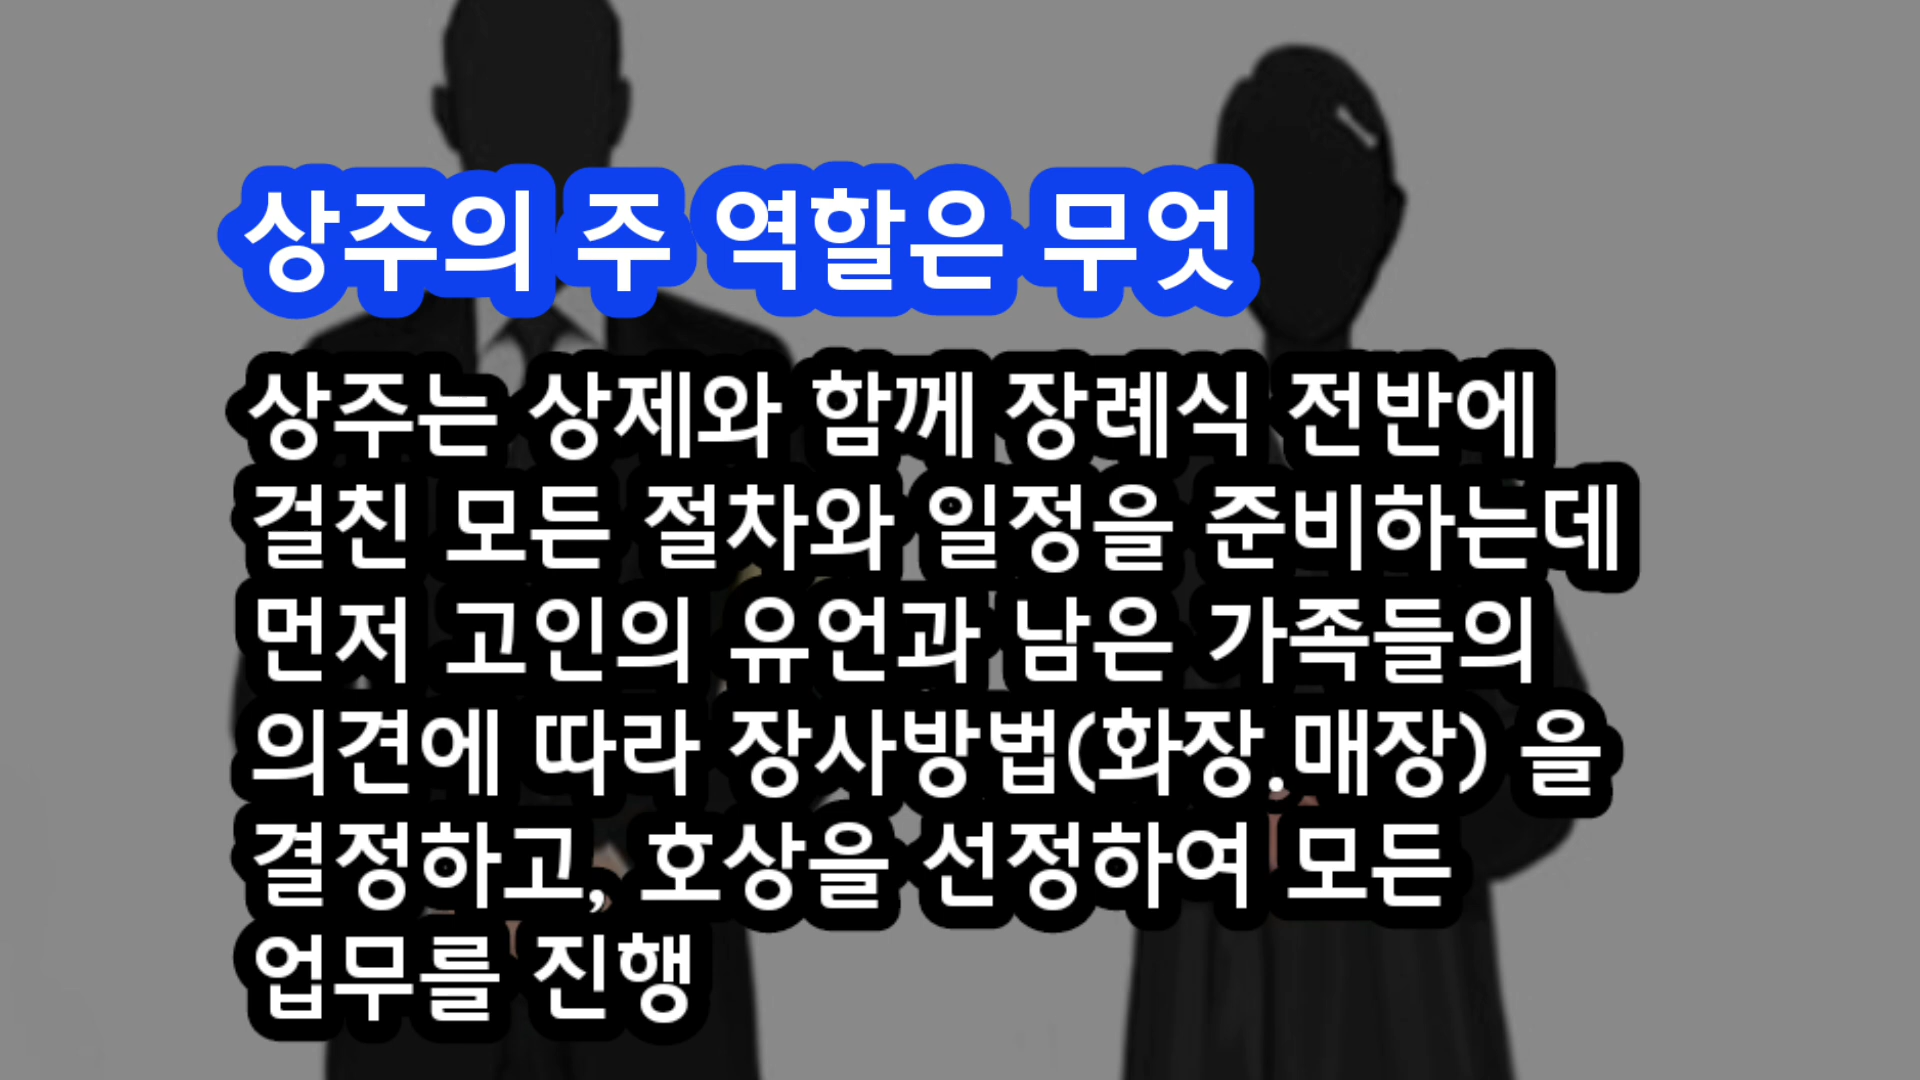 상주의 주 역할은 무엇
상주는 상제와 함께 장례식 전반에
걸친 모든 절차와 일정을 준비하는데
먼저 고인의 유언과 남은 가족들의
의견에 따라 장사방법(화장.매장) 을
결정하고, 호상을 선정하여 모든
업무를 진행